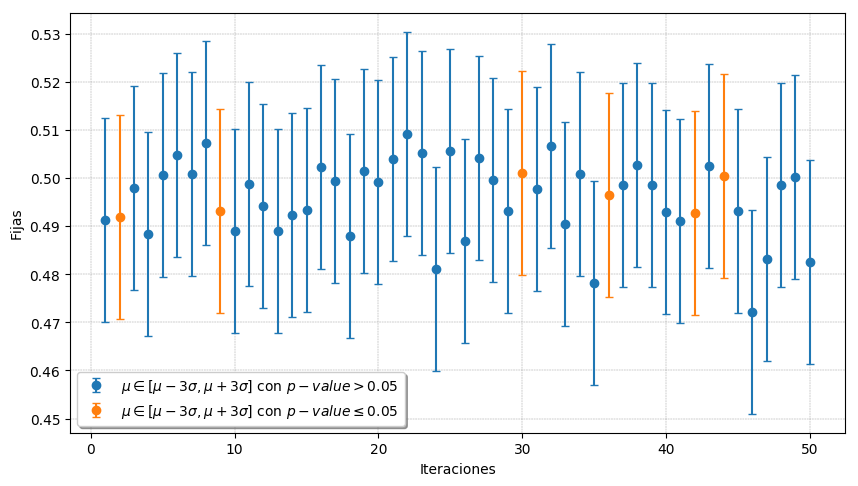 0.53
0.52
0.51
0.50
0.49
0.48
0.47
0.46
0.45
Fijas
μ ∈ [μ − 3σ, μ + 3σ] con p − value > 0.05
μ ∈ [μ − 3σ, μ + 3σ] con p − value ≤ 0.05
0 10 20 30 40 50
Iteraciones